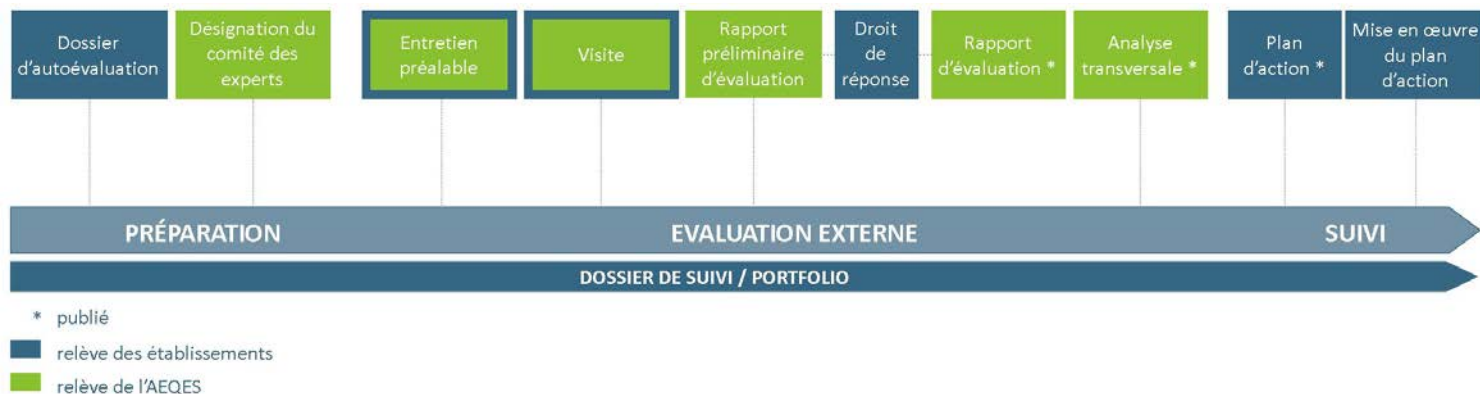 Dossier
d'autoévaluation
Désignation du
comité des
experts
Entretien
préalable
Visite
Rapport
préliminaire
d'évaluation
Droit
de
réponse
Rapport
d'évaluation *
Analyse
transversale *
Plan
d'action *
Mise en œuvre
du plan
d'action
PRÉPARATION
EVALUATION EXTERNE
SUIVI
DOSSIER DE SUIVI / PORTFOLIO
* publié
relève des établissements
relève de l'AEQES